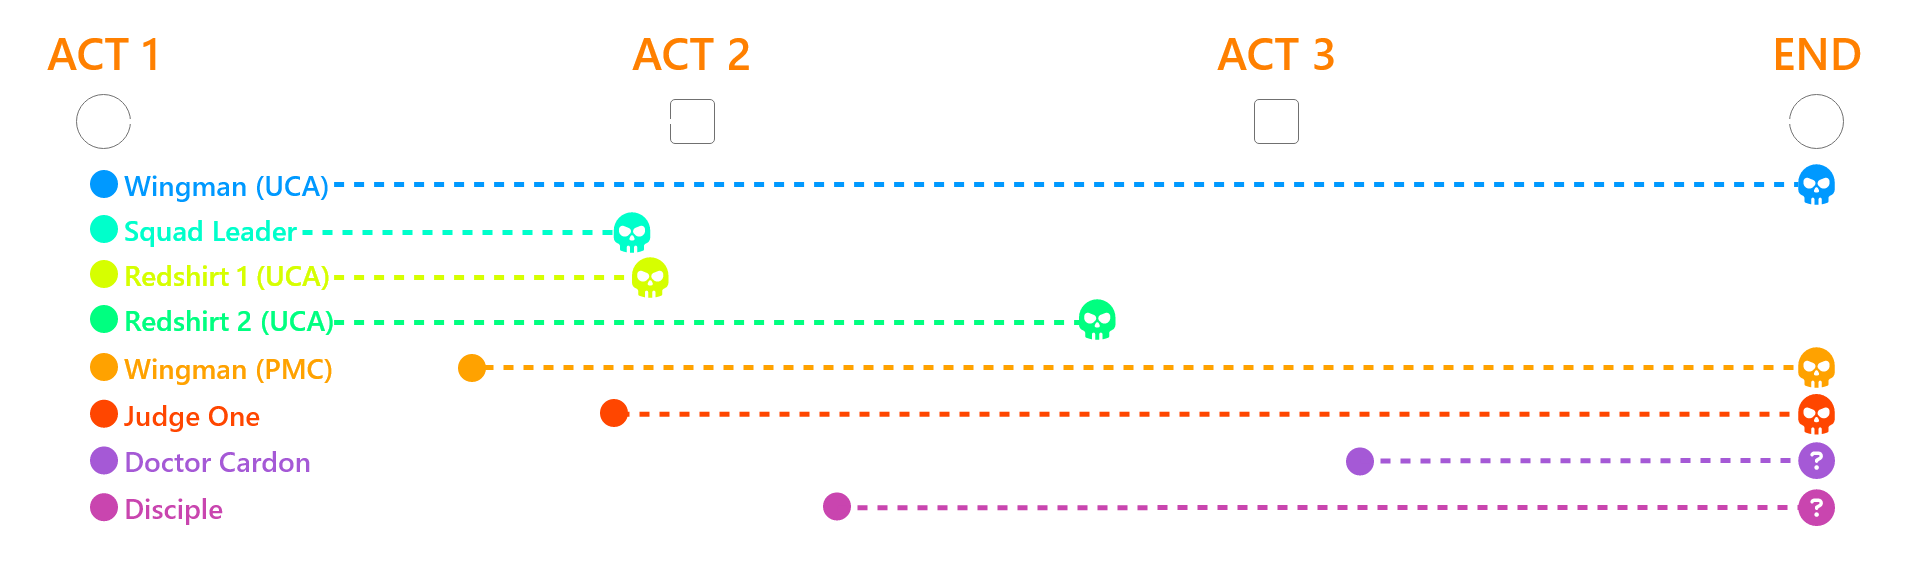 ACT 1 ACT 2 ACT 3 END
Wingman (UCA)
Squad Leader
Redshirt 1 (UCA)
Redshirt 2 (UCA)
Wingman (PMC)
Judge One
Doctor Cardon
?
Disciple
?